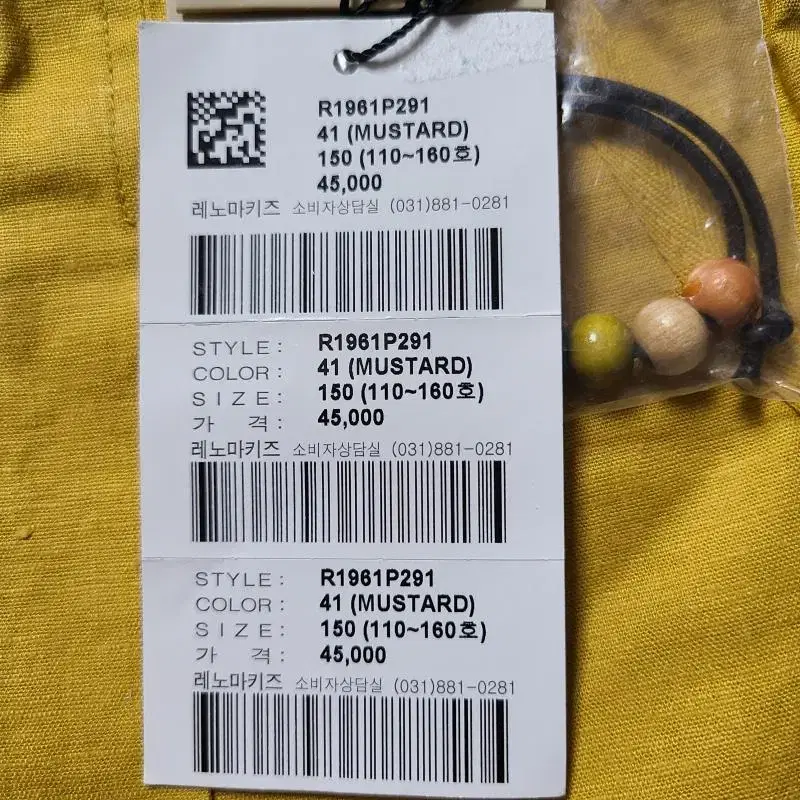 R1961P291
41 (MUSTARD)
150 (110~160호)
45,000
레노마키즈 소비자상담실 (031)881-0281
STYLE : R1961P291
COLOR : 41 (MUSTARD)
SIZE : 150 (110~160호)
가 격 : 45,000
레노마키즈 소비자상담실 (031)881-0281
STYLE : R1961P291
COLOR : 41 (MUSTARD)
SIZE : 150 (110~160호)
가 격 : 45,000
레노마키즈 소비자상담실 (031)881-0281